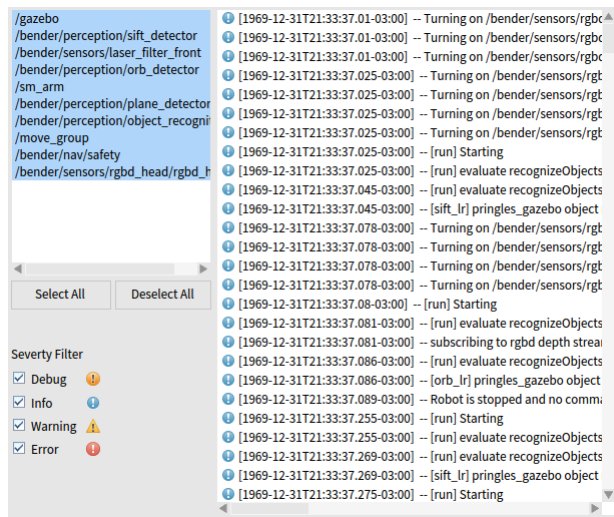 /gazebo
/bender/perception/sift_detector
/bender/sensors/laser_filter_front
/bender/perception/orb_detector
/sm_arm
/bender/perception/plane_detector
/bender/perception/object_recogni
/move_group
/bender/nav/safety
/bender/sensors/rgbd_head/rgbd_h
Select All
Deselect All
Severty Filter
Debug
Info
Warning
Error
[1969-12-31T21:33:37.01-03:00] -- Turning on /bender/sensors/rgbd
[1969-12-31T21:33:37.01-03:00] -- Turning on /bender/sensors/rgbd
[1969-12-31T21:33:37.01-03:00] -- Turning on /bender/sensors/rgbd
[1969-12-31T21:33:37.025-03:00] -- Turning on /bender/sensors/rgb
[1969-12-31T21:33:37.025-03:00] -- Turning on /bender/sensors/rgb
[1969-12-31T21:33:37.025-03:00] -- Turning on /bender/sensors/rgb
[1969-12-31T21:33:37.025-03:00] -- Turning on /bender/sensors/rgb
[1969-12-31T21:33:37.025-03:00] -- [run] Starting
[1969-12-31T21:33:37.025-03:00] -- [run] evaluate recognizeObjects
[1969-12-31T21:33:37.045-03:00] -- [run] evaluate recognizeObjects
[1969-12-31T21:33:37.045-03:00] -- [sift_lr] pringles_gazebo object
[1969-12-31T21:33:37.078-03:00] -- Turning on /bender/sensors/rgb
[1969-12-31T21:33:37.078-03:00] -- Turning on /bender/sensors/rgb
[1969-12-31T21:33:37.078-03:00] -- Turning on /bender/sensors/rgb
[1969-12-31T21:33:37.078-03:00] -- Turning on /bender/sensors/rgb
[1969-12-31T21:33:37.08-03:00] -- [run] Starting
[1969-12-31T21:33:37.081-03:00] -- [run] evaluate recognizeObjects
[1969-12-31T21:33:37.081-03:00] -- subscribing to rgbd depth strea
[1969-12-31T21:33:37.086-03:00] -- [run] evaluate recognizeObjects
[1969-12-31T21:33:37.086-03:00] -- [orb_lr] pringles_gazebo object
[1969-12-31T21:33:37.089-03:00] -- Robot is stopped and no comma
[1969-12-31T21:33:37.255-03:00] -- [run] Starting
[1969-12-31T21:33:37.255-03:00] -- [run] evaluate recognizeObjects
[1969-12-31T21:33:37.269-03:00] -- [run] evaluate recognizeObjects
[1969-12-31T21:33:37.269-03:00] -- [sift_lr] pringles_gazebo object
[1969-12-31T21:33:37.275-03:00] -- [run] Starting